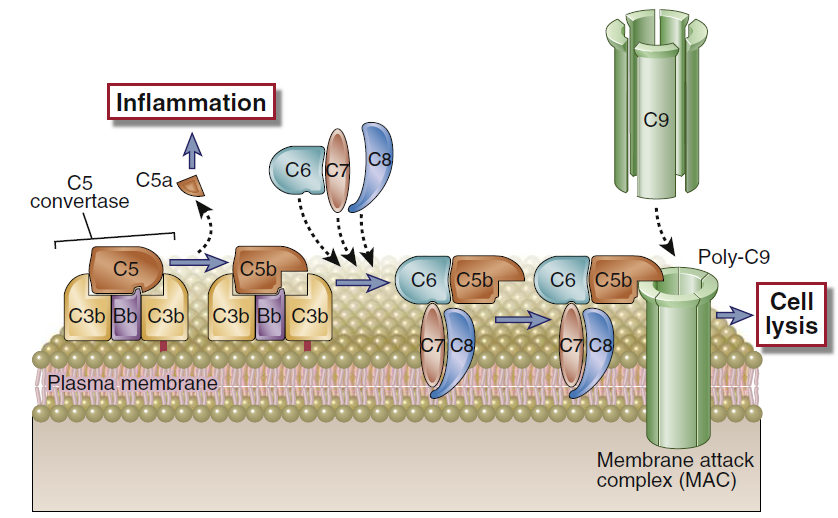 Inflammation
C5a
C5
convertase
C6
C7
C8
C9
C5
C5b
C3b
Bb
C3b
C3b
Bb
C3b
C6
C5b
C7
C8
C6
C5b
C7
C8
Poly-C9
Cell
lysis
Plasma membrane
Membrane attack
complex (MAC)